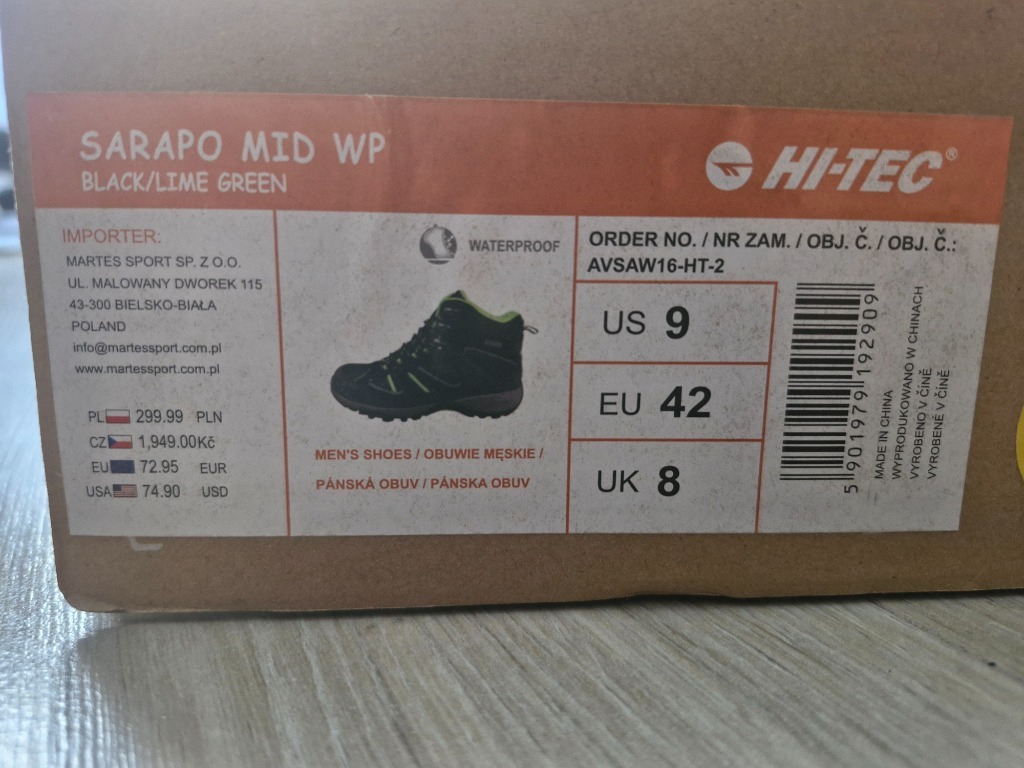 SARAPO MID WP
BLACK/LIME GREEN
HI-TEC®
IMPORTER:
MARTES SPORT SP. Z O.O.
UL. MALOWANY DWOREK 115
43-300 BIELSKO-BIAŁA
POLAND
info@martessport.com.pl
www.martessport.com.pl
PL 299.99 PLN
CZ 1,949.00Kč
EU 72.95 EUR
USA 74.90 USD
WATERPROOF
MEN'S SHOES / OBUWIE MĘSKIE /
PÁNSKÁ OBUV / PÁNSKA OBUV
ORDER NO. / NR ZAM. / OBJ. Č. / OBJ. Č.:
AVSAW16-HT-2
US 9
EU 42
UK 8
5 901979 192909
MADE IN CHINA
WYPRODUKOWANO W CHINACH
VYROBENO V ČÍNĚ
VYROBENÉ V ČÍNE